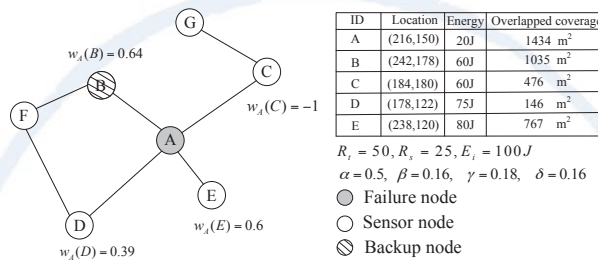 G
w_A(B) = 0.64
B
C
w_A(C) = −1
F
A
E
D
w_A(E) = 0.6
w_A(D) = 0.39
ID Location Energy Overlapped coverage
A (216,150) 20J 1434 m²
B (242,178) 60J 1035 m²
C (184,180) 60J 476 m²
D (178,122) 75J 146 m²
E (238,120) 80J 767 m²
R_t = 50, R_s = 25, E_i = 100J
α = 0.5, β = 0.16, γ = 0.18, δ = 0.16
Failure node
Sensor node
Backup node